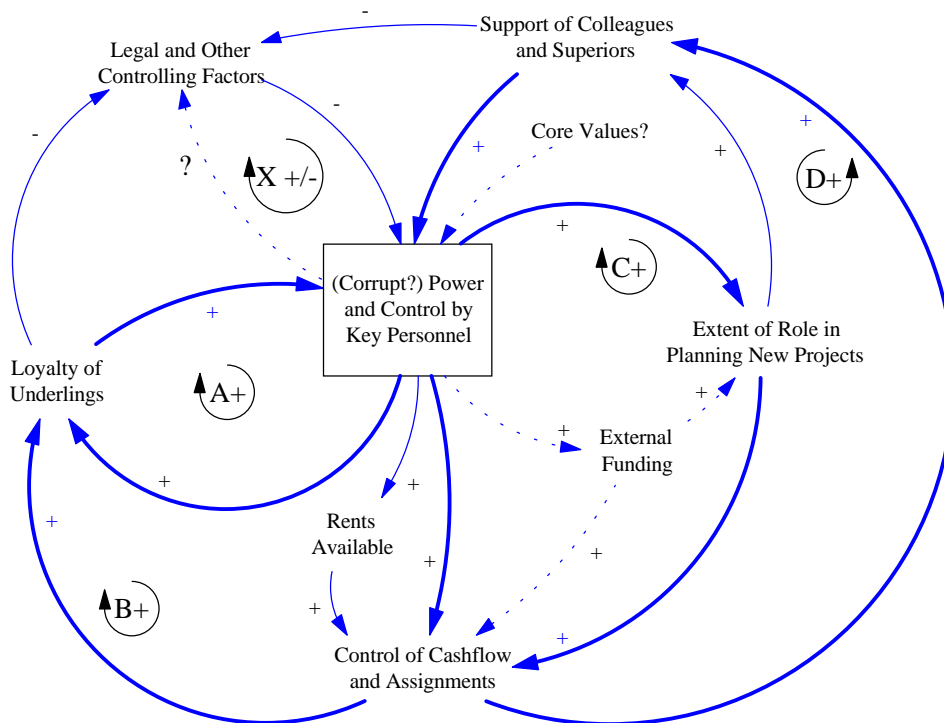 -
Support of Colleagues
and Superiors
Legal and Other
Controlling Factors
-
+
-
+
Core Values?
+
?
X +/-
D+
+
C+
(Corrupt?) Power
and Control by
Key Personnel
+
Extent of Role in
Planning New Projects
Loyalty of
Underlings
A+
+
+
External
Funding
+
+
Rents
Available
+
+
+
B+
+
+
Control of Cashflow
and Assignments